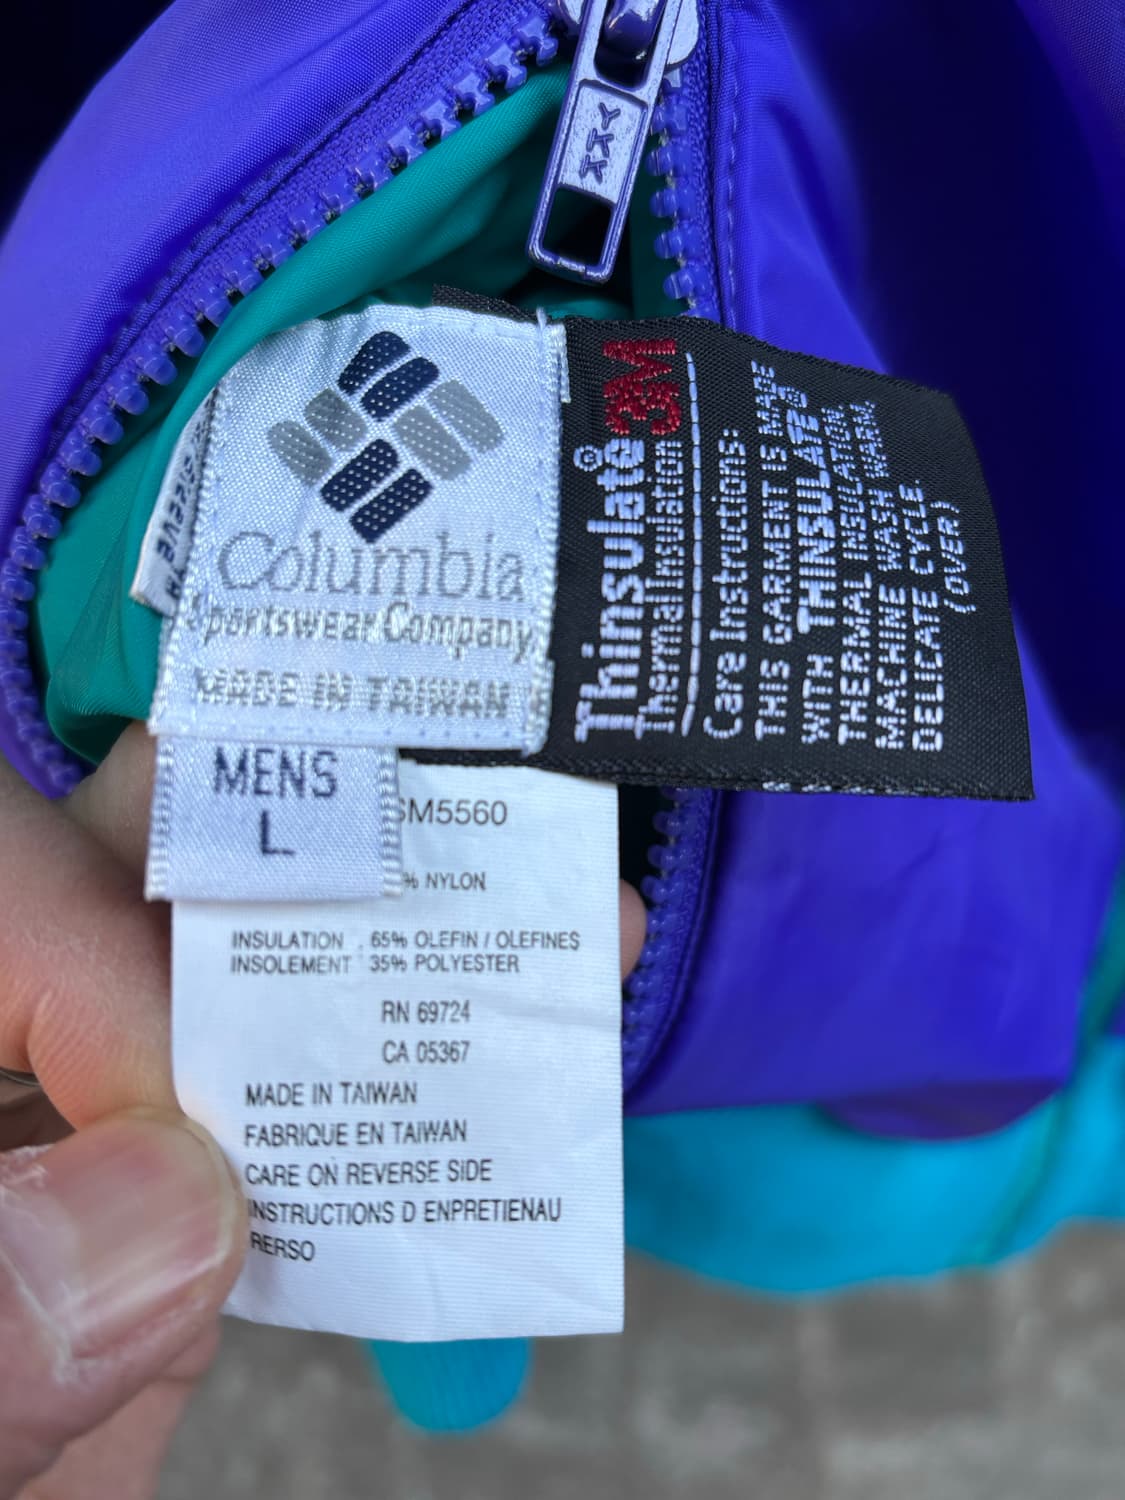 YKK
Columbia
Sportswear Company
MADE IN TAIWAN
MENS
L
Thinsulate® 3M
Thermal Insulation
Care Instructions:
THIS GARMENT IS MADE
WITH THINSULATE®
THERMAL INSULATION.
MACHINE WASH WARM,
DELICATE CYCLE.
(OVER)
SM5560
% NYLON
INSULATION . 65% OLEFIN / OLEFINES
INSOLEMENT 35% POLYESTER
RN 69724
CA 05367
MADE IN TAIWAN
FABRIQUE EN TAIWAN
CARE ON REVERSE SIDE
INSTRUCTIONS D ENPRETIENAU
RERSO